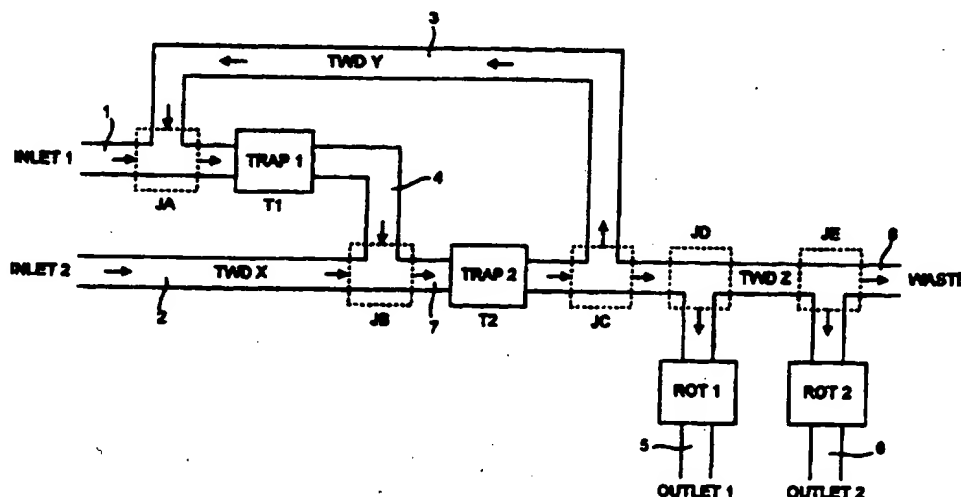 3
TWD Y
1
INLET 1
TRAP 1
4
JA
T1
JD
JE
8
INLET 2
TWD X
TRAP 2
TWD Z
WASTE
2
JB
7
T2
JC
ROT 1
ROT 2
5
6
OUTLET 1
OUTLET 2